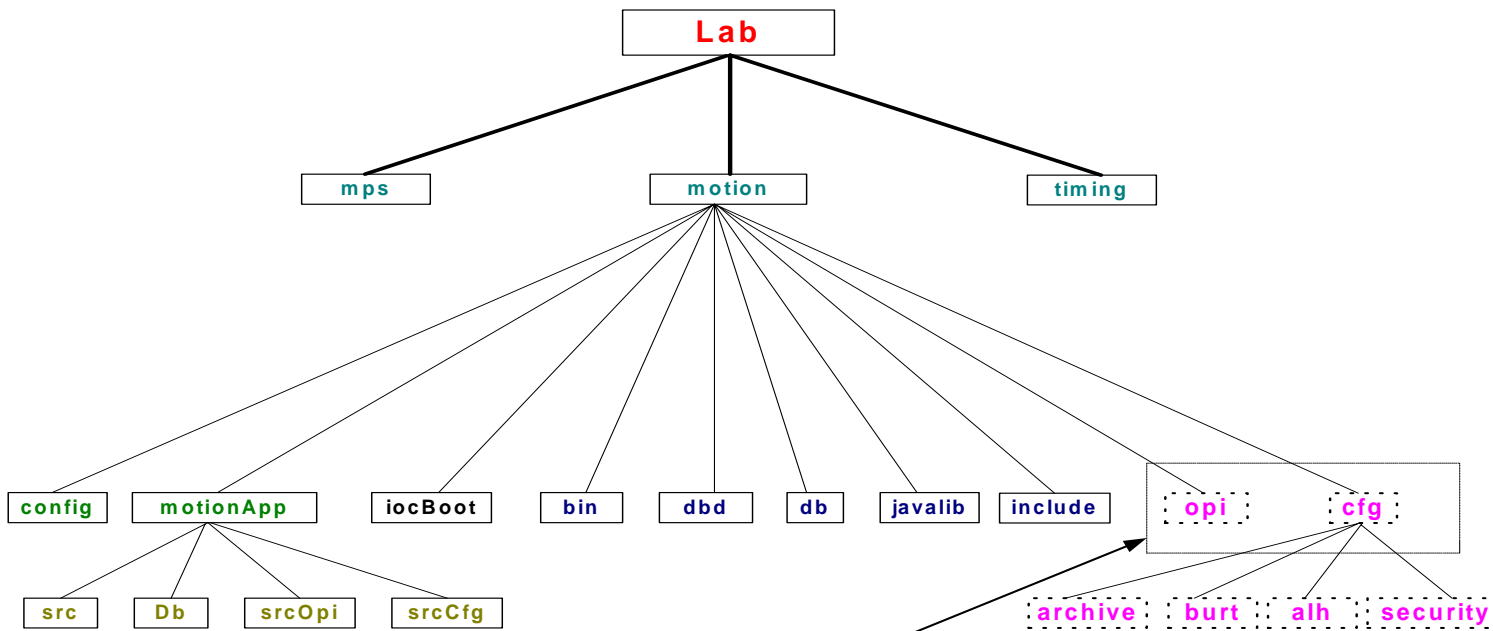 Lab
mps motion timing
config motionApp iocBoot bin dbd db javalib include opi cfg
src Db srcOpi srcCfg archive burt alh security